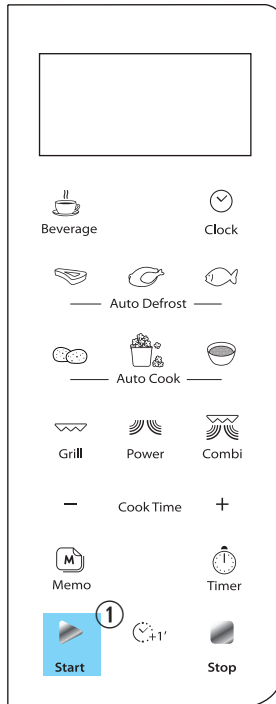 Beverage Clock
Auto Defrost
Auto Cook
Grill Power Combi
− Cook Time +
M
Memo Timer
① +1'
Start Stop